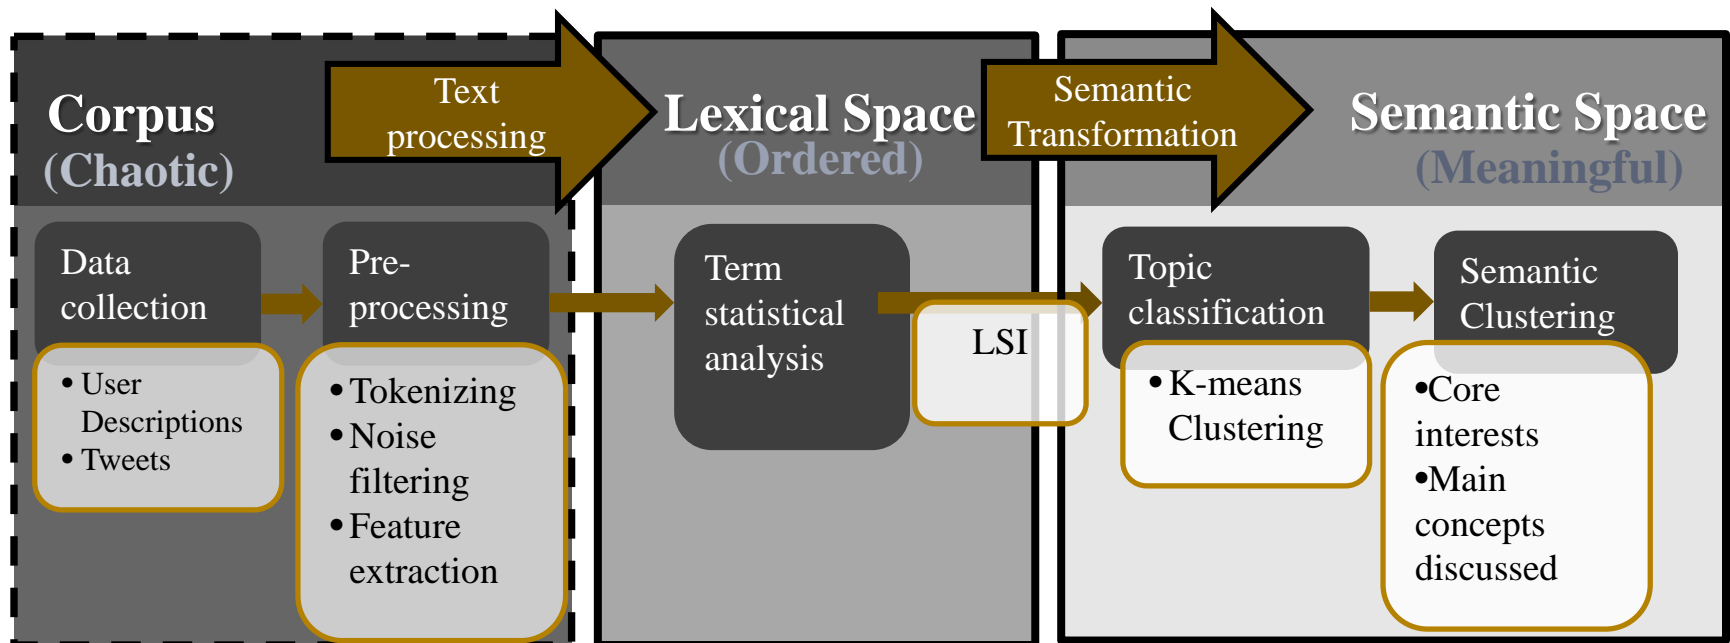 Corpus
(Chaotic)
Text
processing
Lexical Space
(Ordered)
Semantic
Transformation
Semantic Space
(Meaningful)
Data
collection
• User
Descriptions
• Tweets
Pre-
processing
• Tokenizing
• Noise
filtering
• Feature
extraction
Term
statistical
analysis
LSI
Topic
classification
• K-means
Clustering
Semantic
Clustering
•Core
interests
•Main
concepts
discussed